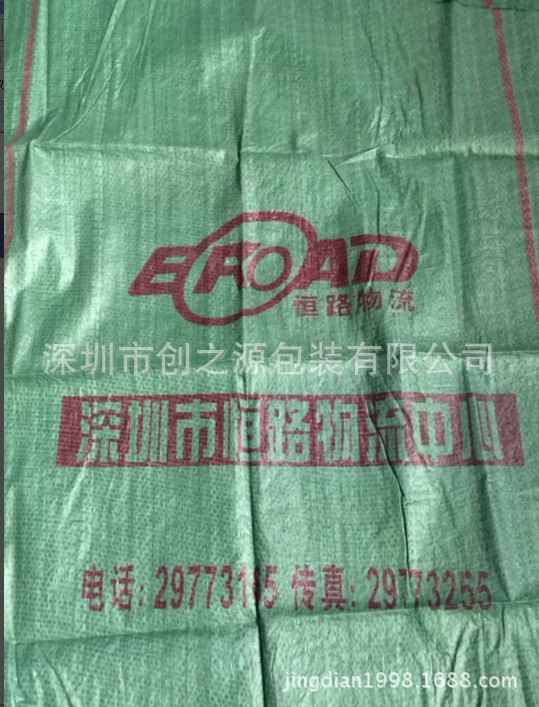 EROAD
恒路物流
深圳市创之源包装有限公司
深圳市恒路物流中心
电话: 29773165 传真: 29773255
jingdian1998.1688.com